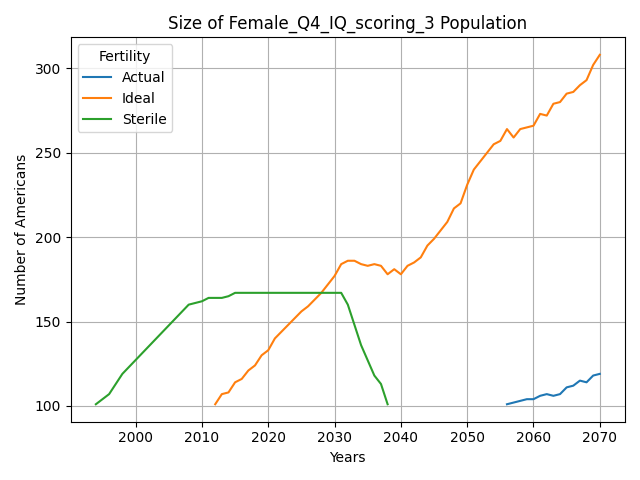 Size of Female_Q4_IQ_scoring_3 Population
Fertility
Actual
Ideal
Sterile
Number of Americans
300
250
200
150
100
2000
2010
2020
2030
2040
2050
2060
2070
Years